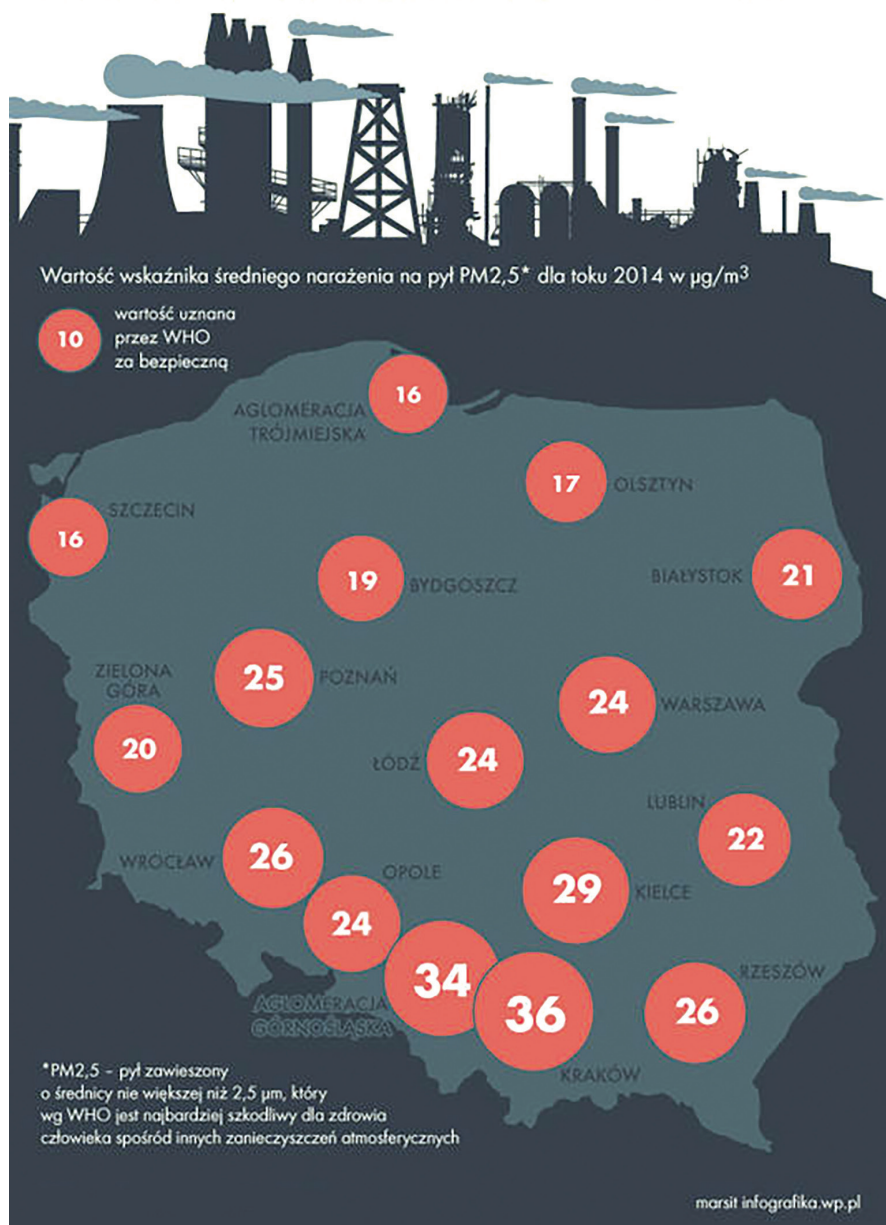 Wartość wskaźnika średniego narażenia na pył PM2,5* dla toku 2014 w µg/m³
10
wartość uznana
przez WHO
za bezpieczną
16
AGLOMERACJA
TRÓJMIEJSKA
17
OLSZTYN
SZCZECIN
16
19
BYDGOSZCZ
BIAŁYSTOK
21
25
POZNAŃ
ZIELONA
GÓRA
20
24
WARSZAWA
ŁÓDŹ
24
LUBLIN
22
WROCŁAW
26
OPOLE
24
29
KIELCE
34
AGLOMERACJA
GÓRNOŚLĄSKA
36
KRAKÓW
RZESZÓW
26
*PM2,5 – pył zawieszony
o średnicy nie większej niż 2,5 µm, który
wg WHO jest najbardziej szkodliwy dla zdrowia
człowieka spośród innych zanieczyszczeń atmosferycznych
marsit infografika.wp.pl